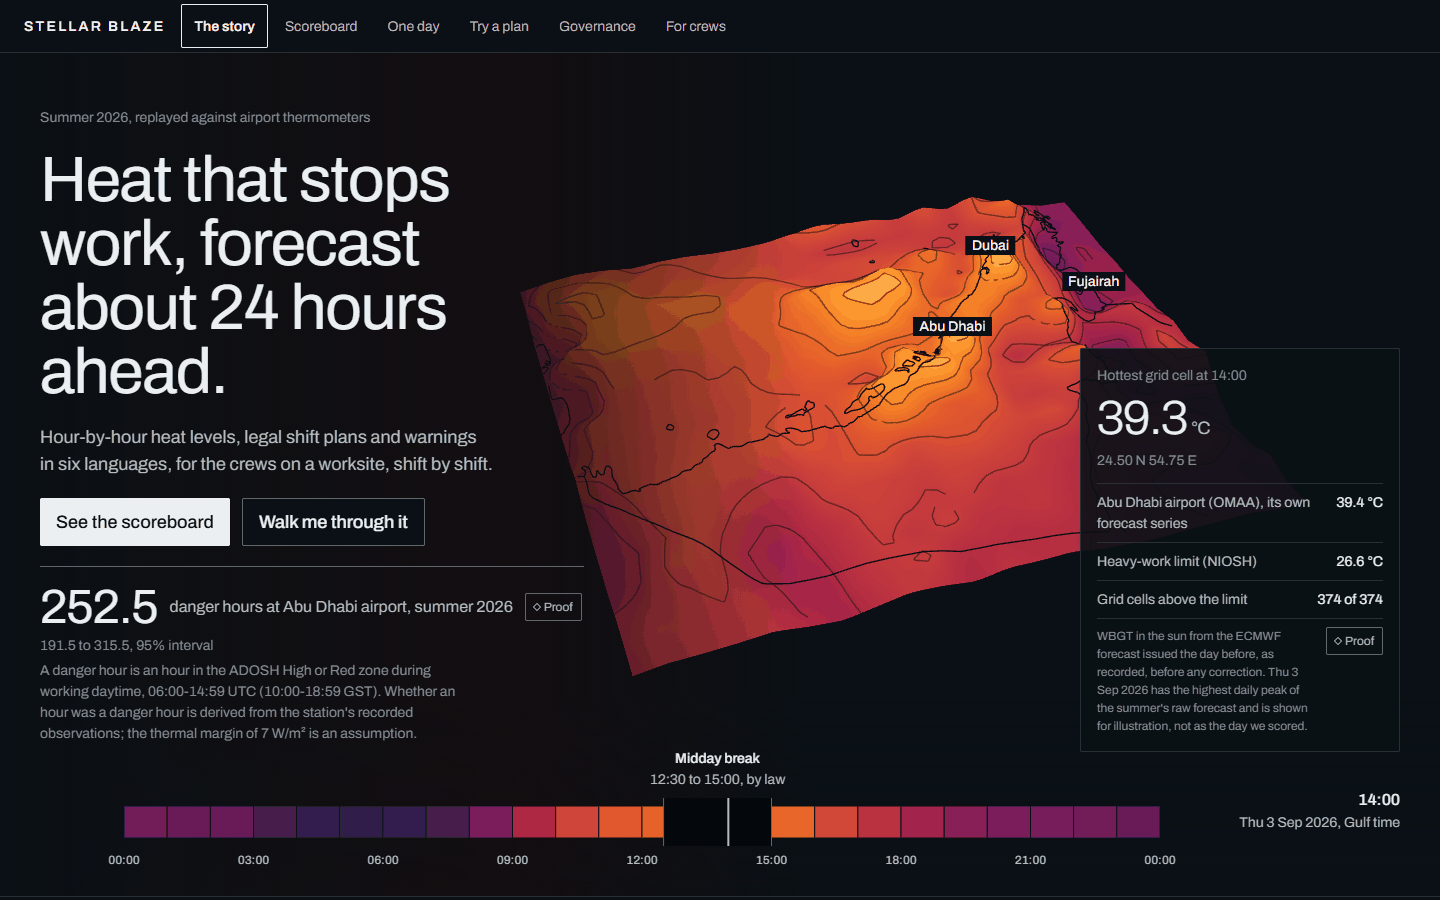 STELLAR BLAZE
The story
Scoreboard
One day
Try a plan
Governance
For crews
Summer 2026, replayed against airport thermometers
Heat that stops
work, forecast
about 24 hours
ahead.
Hour-by-hour heat levels, legal shift plans and warnings
in six languages, for the crews on a worksite, shift by shift.
See the scoreboard
Walk me through it
252.5 danger hours at Abu Dhabi airport, summer 2026
◇ Proof
191.5 to 315.5, 95% interval
A danger hour is an hour in the ADOSH High or Red zone during
working daytime, 06:00-14:59 UTC (10:00-18:59 GST). Whether an
hour was a danger hour is derived from the station's recorded
observations; the thermal margin of 7 W/m² is an assumption.
Dubai
Fujairah
Abu Dhabi
Hottest grid cell at 14:00
39.3 °C
24.50 N 54.75 E
Abu Dhabi airport (OMAA), its own 39.4 °C
forecast series
Heavy-work limit (NIOSH) 26.6 °C
Grid cells above the limit 374 of 374
WBGT in the sun from the ECMWF
forecast issued the day before, as
recorded, before any correction. Thu 3
Sep 2026 has the highest daily peak of
the summer's raw forecast and is shown
for illustration, not as the day we scored.
◇ Proof
Midday break
12:30 to 15:00, by law
14:00
Thu 3 Sep 2026, Gulf time
00:00 03:00 06:00 09:00 12:00 15:00 18:00 21:00 00:00